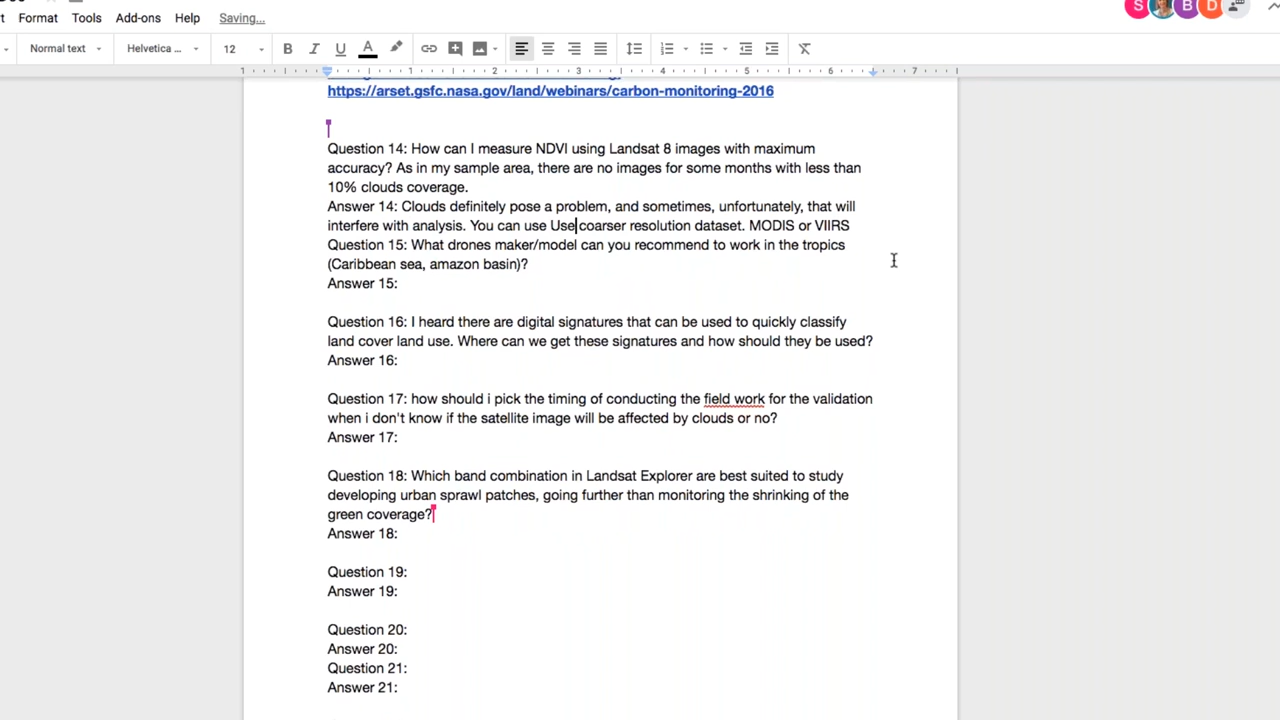 Format Tools Add-ons Help Saving...
S B D
Normal text Helvetica ... 12 B I U A
1 1 2 3 4 5 6 7
https://arset.gsfc.nasa.gov/land/webinars/carbon-monitoring-2016
Question 14: How can I measure NDVI using Landsat 8 images with maximum
accuracy? As in my sample area, there are no images for some months with less than
10% clouds coverage.
Answer 14: Clouds definitely pose a problem, and sometimes, unfortunately, that will
interfere with analysis. You can use Use coarser resolution dataset. MODIS or VIIRS
Question 15: What drones maker/model can you recommend to work in the tropics
(Caribbean sea, amazon basin)?
Answer 15:
Question 16: I heard there are digital signatures that can be used to quickly classify
land cover land use. Where can we get these signatures and how should they be used?
Answer 16:
Question 17: how should i pick the timing of conducting the field work for the validation
when i don't know if the satellite image will be affected by clouds or no?
Answer 17:
Question 18: Which band combination in Landsat Explorer are best suited to study
developing urban sprawl patches, going further than monitoring the shrinking of the
green coverage?
Answer 18:
Question 19:
Answer 19:
Question 20:
Answer 20:
Question 21:
Answer 21: